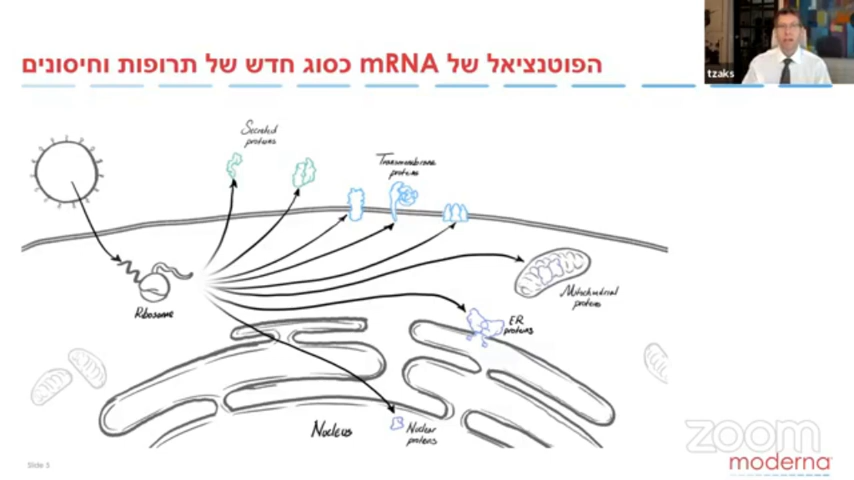 הפוטנציאל של mRNA כסוג חדש של תרופות וחיסונים
tzaks
Secreted
proteins
Transmembrane
proteins
Mitochondrial
proteins
Ribosome
ER
proteins
Nucleus
Nuclear
proteins
zoom
moderna
Slide 3